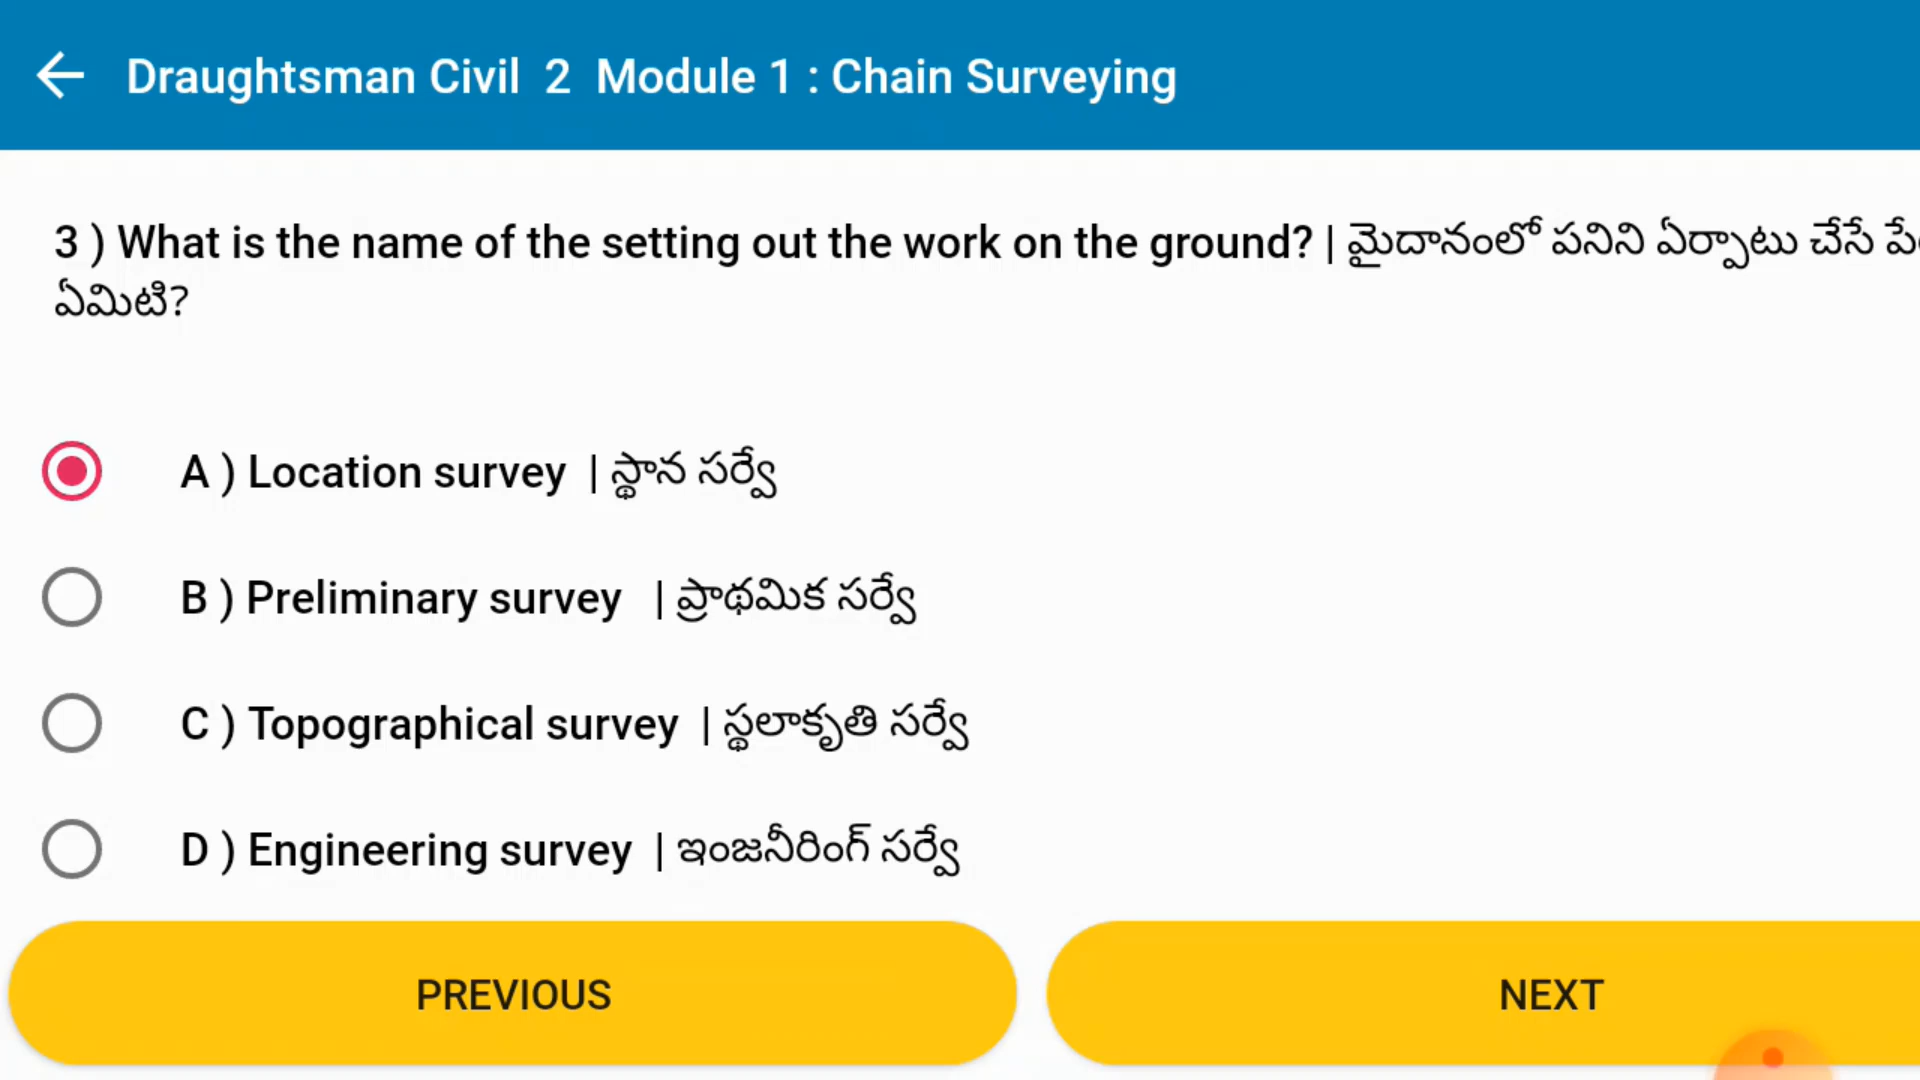 Draughtsman Civil 2 Module 1 : Chain Surveying
3 ) What is the name of the setting out the work on the ground? | మైదానంలో పనిని ఏర్పాటు చేసే
ఏమిటి?
A ) Location survey | స్థాన సర్వే
B ) Preliminary survey | ప్రాథమిక సర్వే
C ) Topographical survey | స్థలాకృతి సర్వే
D ) Engineering survey | ఇంజనీరింగ్ సర్వే
PREVIOUS
NEXT